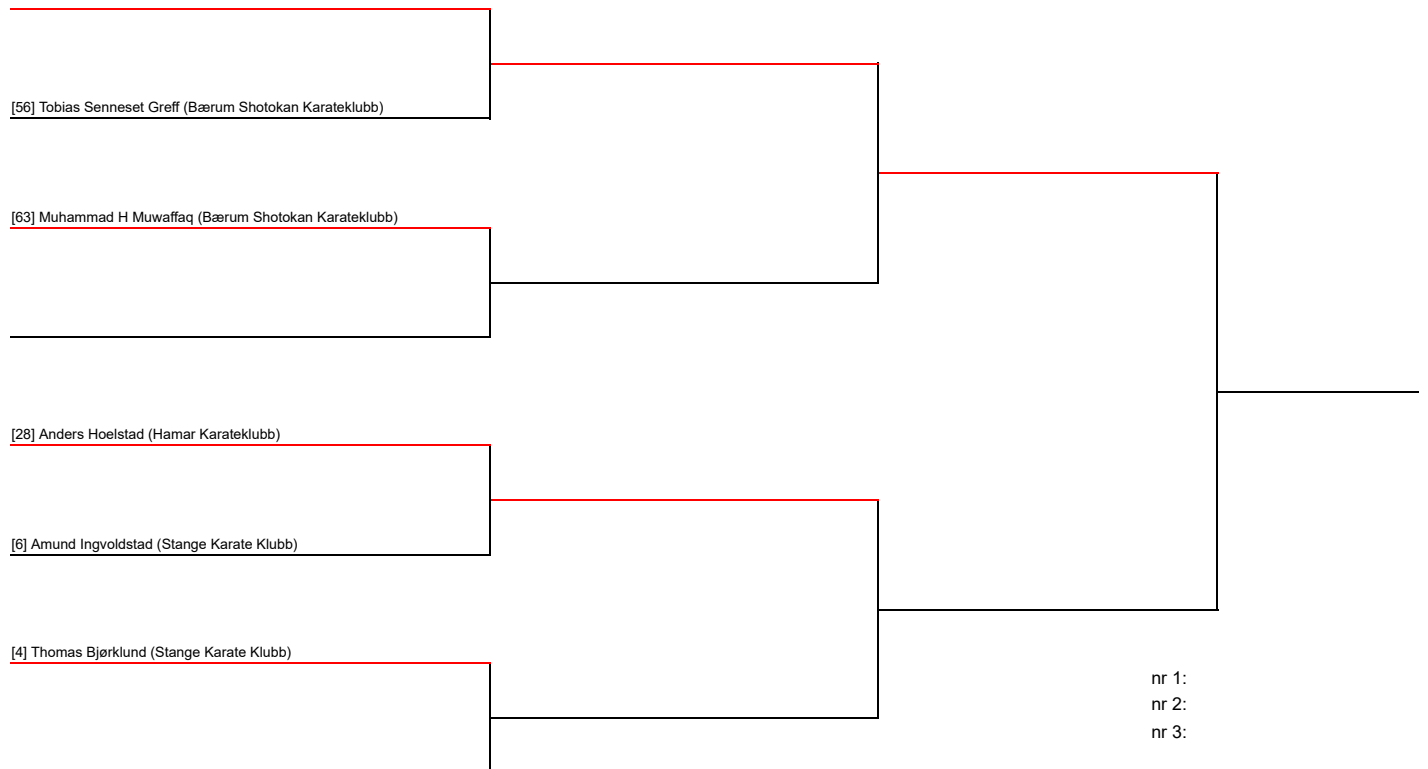 [56] Tobias Senneset Greff (Bærum Shotokan Karateklubb)
[63] Muhammad H Muwaffaq (Bærum Shotokan Karateklubb)
[28] Anders Hoelstad (Hamar Karateklubb)
[6] Amund Ingvoldstad (Stange Karate Klubb)
[4] Thomas Bjørklund (Stange Karate Klubb)
nr 1:
nr 2:
nr 3: